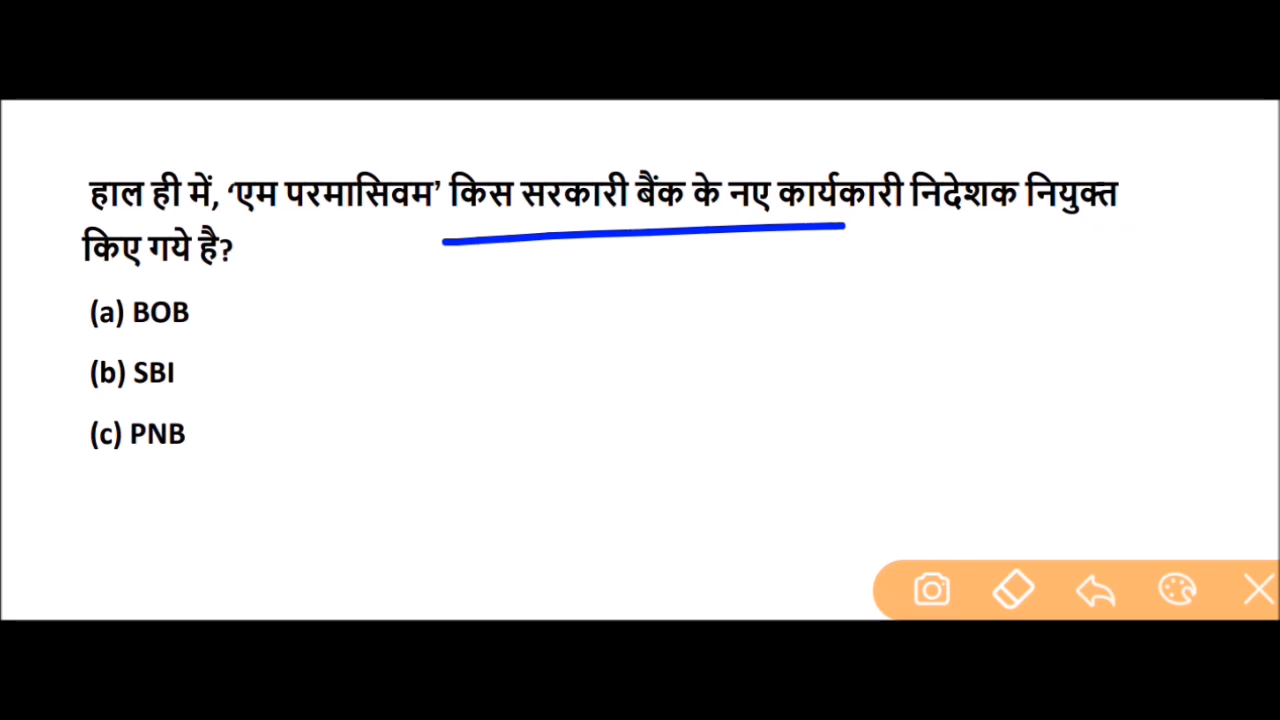 हाल ही में, ‘एम परमासिवम’ किस सरकारी बैंक के नए कार्यकारी निदेशक नियुक्त
किए गये है?
(a) BOB
(b) SBI
(c) PNB